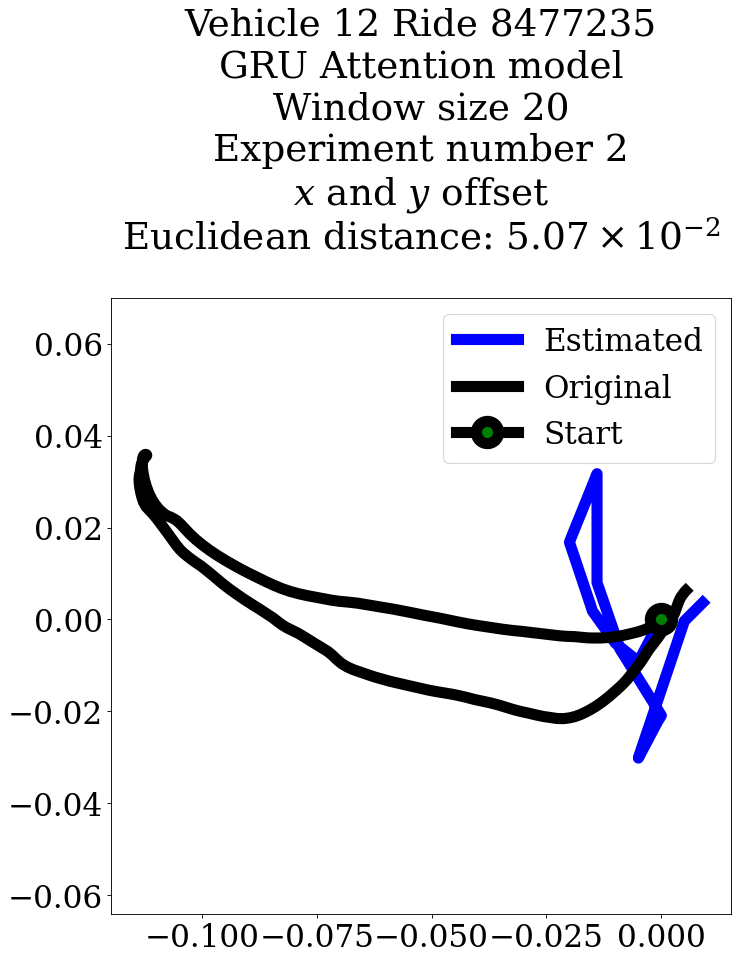 Vehicle 12 Ride 8477235
GRU Attention model
Window size 20
Experiment number 2
x and y offset
Euclidean distance: 5.07 × 10⁻²
Estimated
Original
Start
0.06
0.04
0.02
0.00
−0.02
−0.04
−0.06
−0.100 −0.075 −0.050 −0.025 0.000